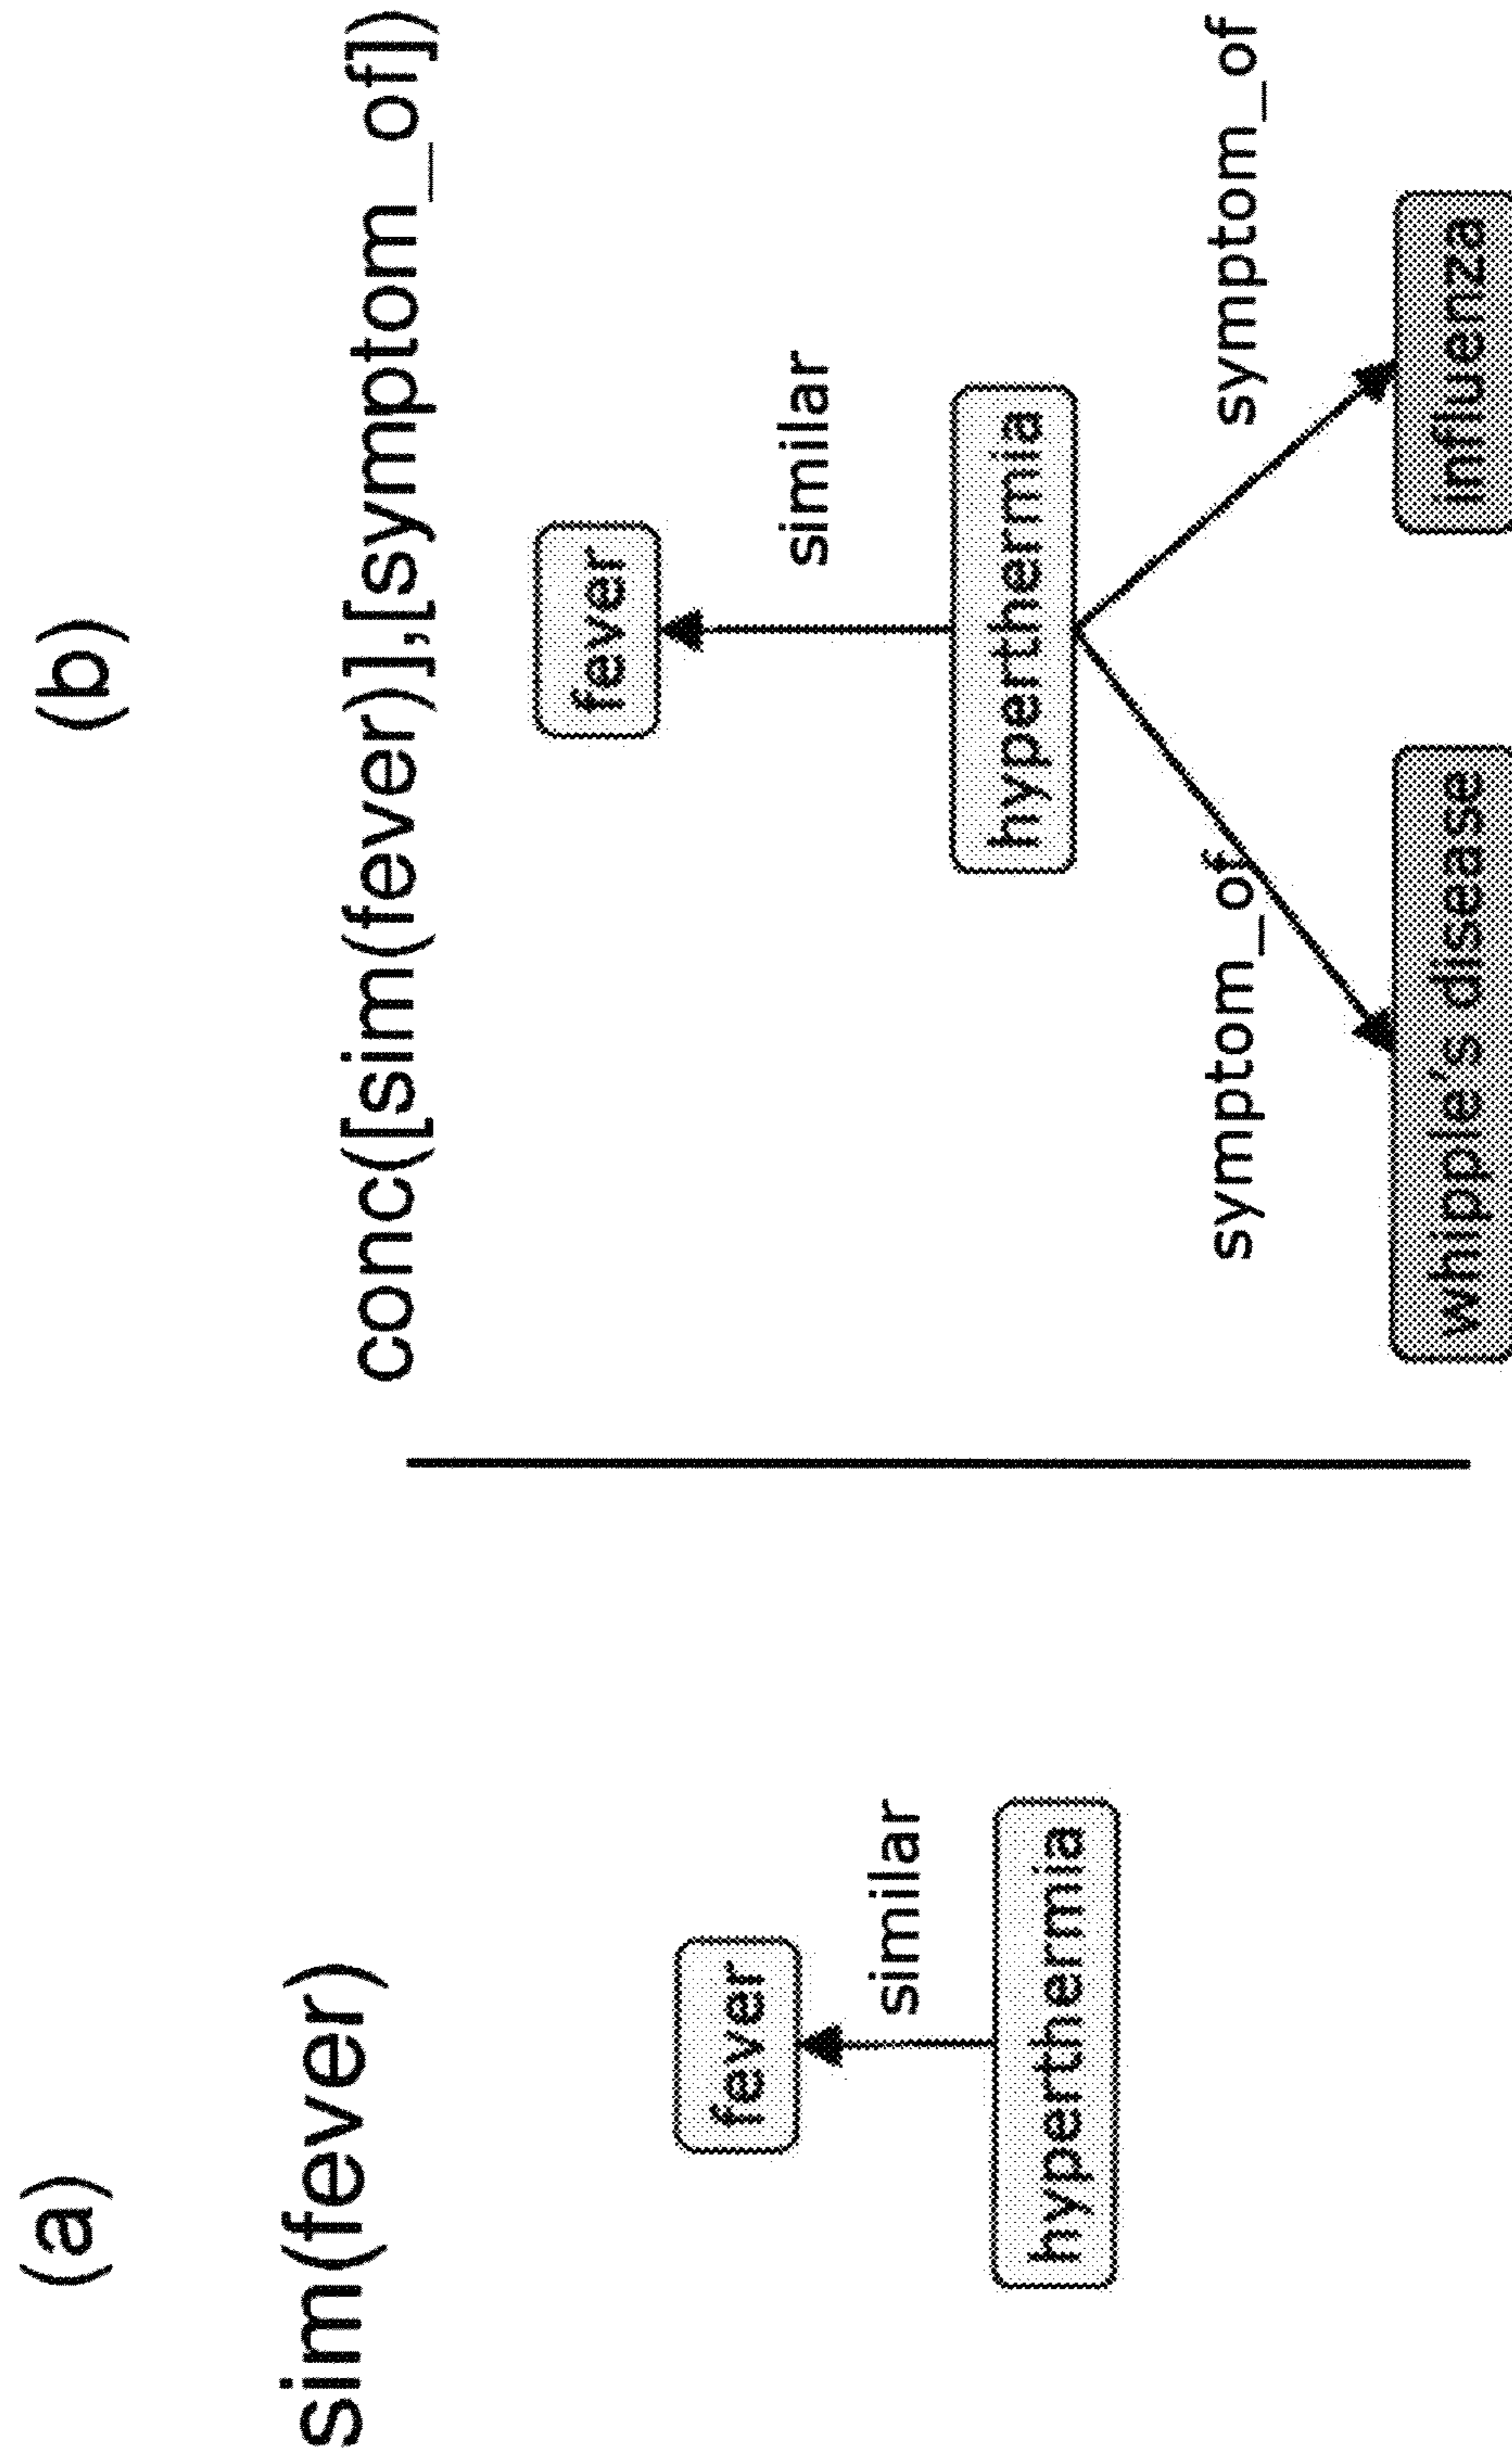 (a)
sim(fever)
fever
similar
hyperthermia
(b)
conc([sim(fever)],[symptom_of])
fever
similar
hyperthermia
symptom_of
symptom_of
whipple's disease
influenza